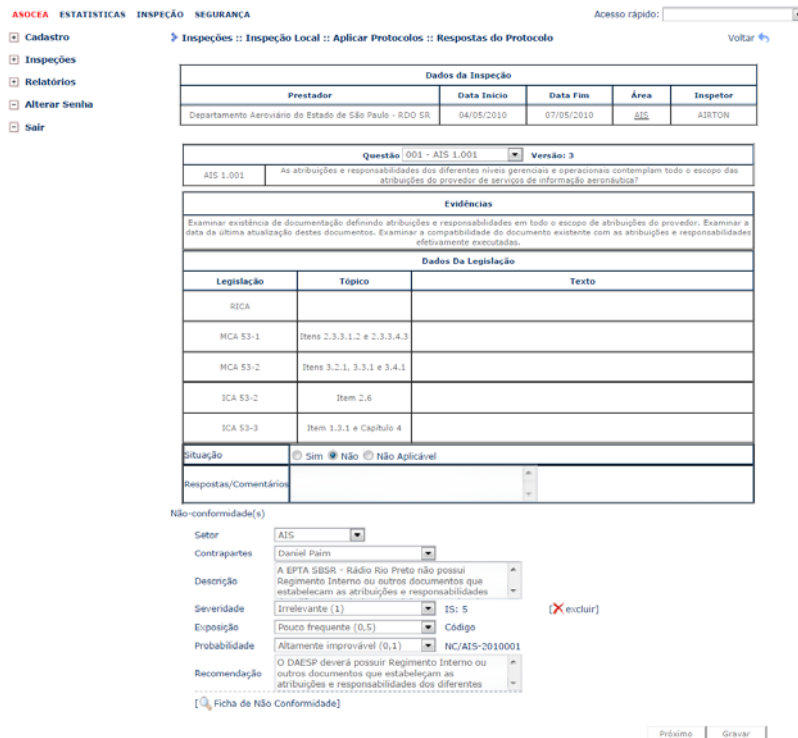 ASOCEA ESTATISTICAS INSPEÇÃO SEGURANÇA Acesso rápido:
Cadastro
Inspeções
Relatórios
Alterar Senha
Sair
Inspeções :: Inspeção Local :: Aplicar Protocolos :: Respostas do Protocolo Voltar
Dados da Inspeção
Prestador Data Início Data Fim Área Inspetor
Departamento Aeroviário do Estado de São Paulo - RDO SR 04/05/2010 07/05/2010 AIS AIRTON
Questão 001 - AIS 1.001 Versão: 3
AIS 1.001 As atribuições e responsabilidades dos diferentes níveis gerenciais e operacionais contemplam todo o escopo das
atribuições do provedor de serviços de informação aeronáutica?
Evidências
Examinar existência de documentação definindo atribuições e responsabilidades em todo o escopo de atribuições do provedor. Examinar a
data da última atualização destes documentos. Examinar a compatibilidade do documento existente com as atribuições e responsabilidades
efetivamente executadas.
Dados Da Legislação
Legislação Tópico Texto
RICA
MCA 53-1 Itens 2.3.3.1.2 e 2.3.3.4.3
MCA 53-2 Itens 3.2.1, 3.3.1 e 3.4.1
ICA 53-2 Item 2.6
ICA 53-3 Item 1.3.1 e Capítulo 4
Situação Sim Não Não Aplicável
Respostas/Comentários
Não-conformidade(s)
Setor AIS
Contrapartes Daniel Paim
Descrição A EPTA SBSR - Rádio Rio Preto não possui
Regimento Interno ou outros documentos que
estabelecam as atribuições e responsabilidades
Severidade Irrelevante (1) IS: 5 [excluir]
Exposição Pouco frequente (0,5) Código
Probabilidade Altamente improvável (0,1) NC/AIS-2010001
Recomendação O DAESP deverá possuir Regimento Interno ou
outros documentos que estabeleçam as
atribuições e responsabilidades dos diferentes
[Ficha de Não Conformidade]
Próximo Gravar